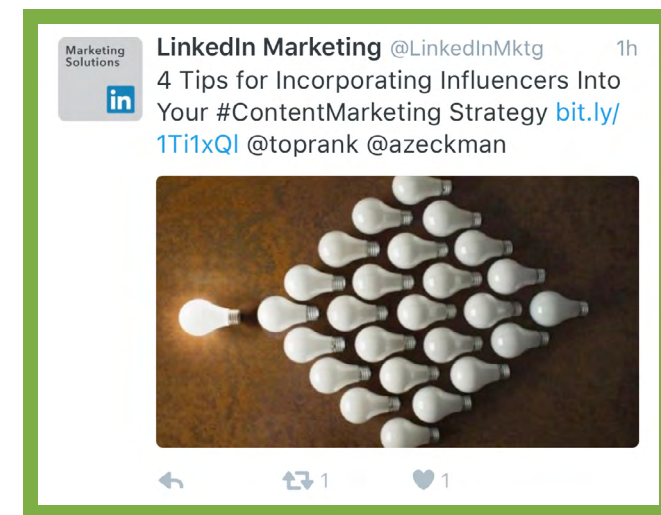 Marketing
Solutions
in
LinkedIn Marketing @LinkedInMktg 1h
4 Tips for Incorporating Influencers Into
Your #ContentMarketing Strategy bit.ly/
1Ti1xQl @toprank @azeckman
1 1